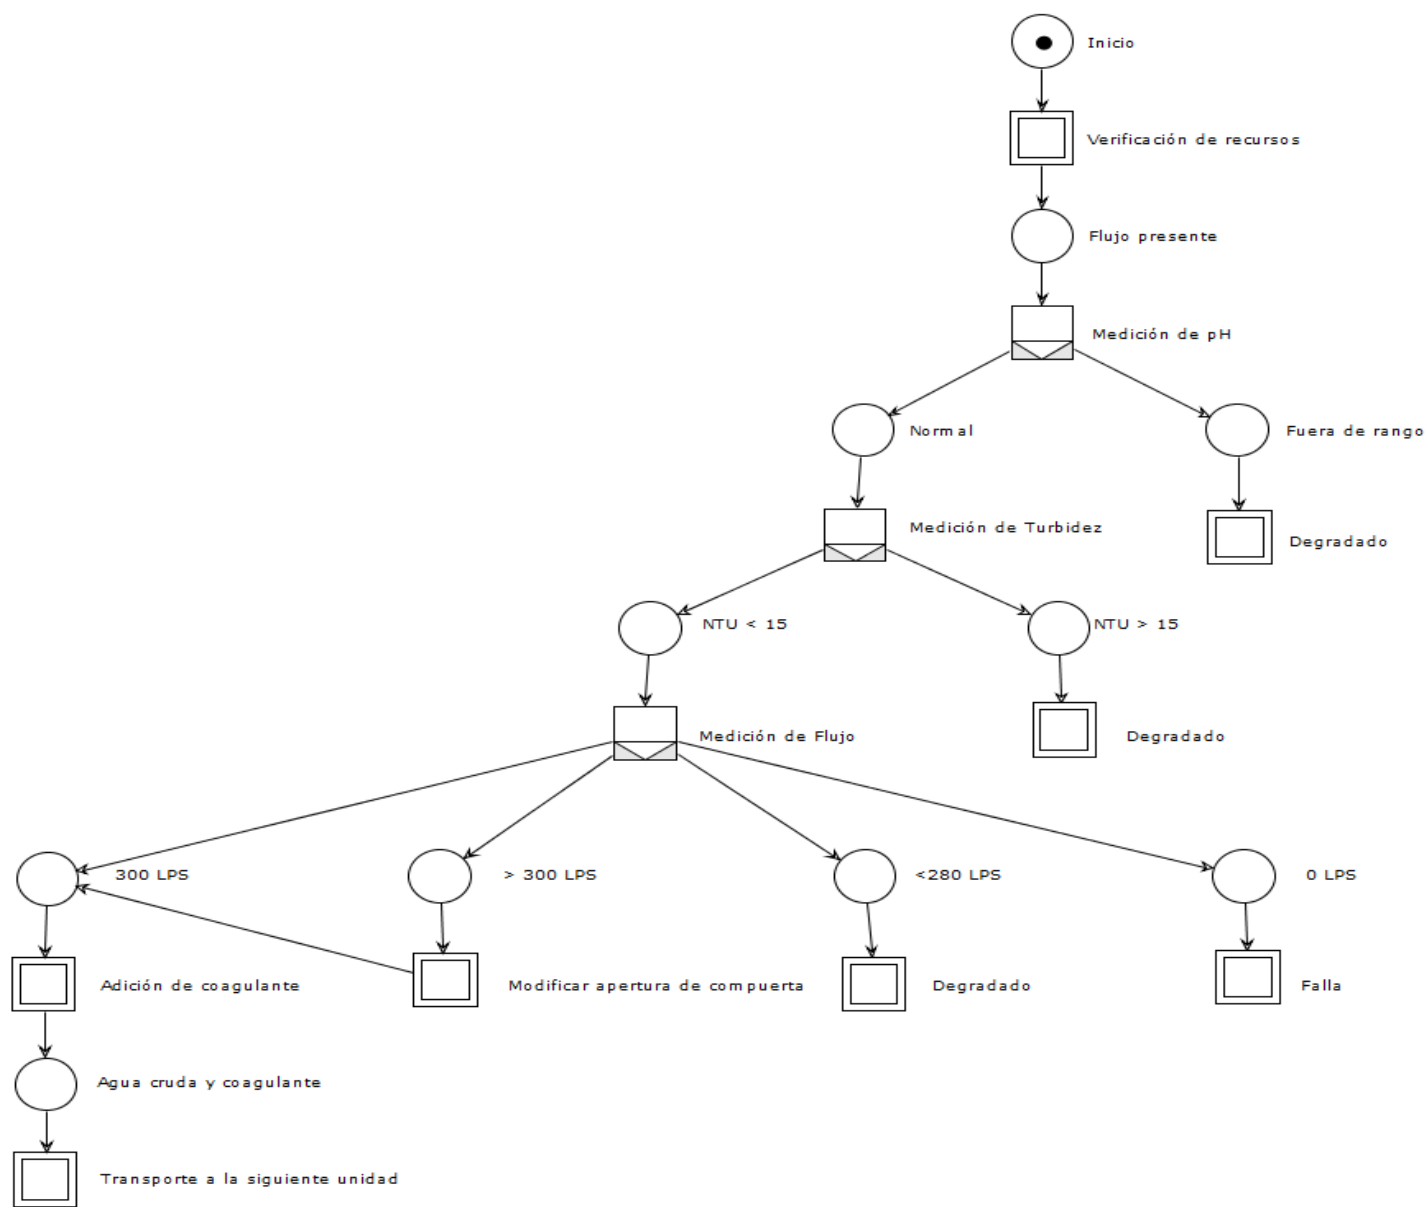 Inicio
Verificación de recursos
Flujo presente
Medición de pH
Normal
Fuera de rango
Medición de Turbidez
Degradado
NTU < 15
NTU > 15
Medición de Flujo
Degradado
300 LPS
> 300 LPS
<280 LPS
0 LPS
Adición de coagulante
Modificar apertura de compuerta
Degradado
Falla
Agua cruda y coagulante
Transporte a la siguiente unidad